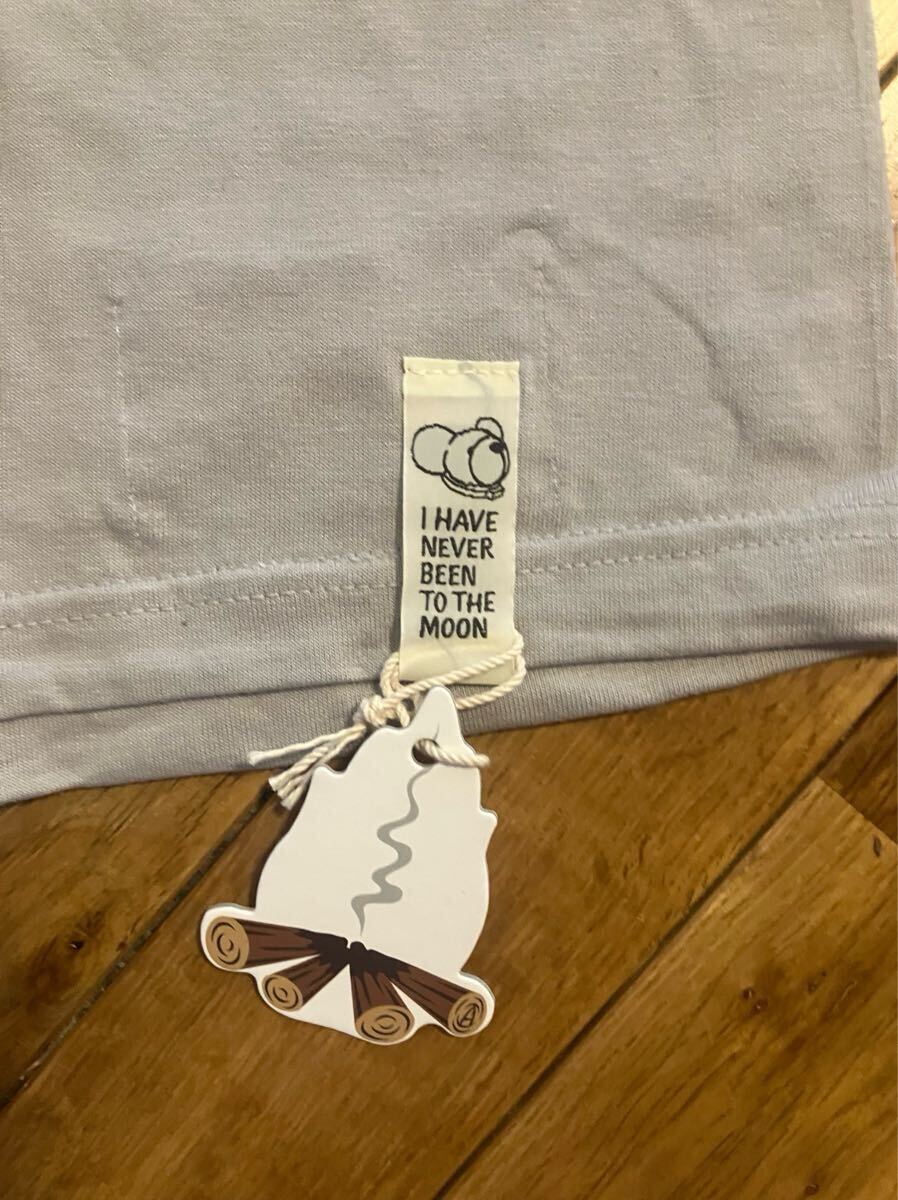 I HAVE
NEVER
BEEN
TO THE
MOON
A